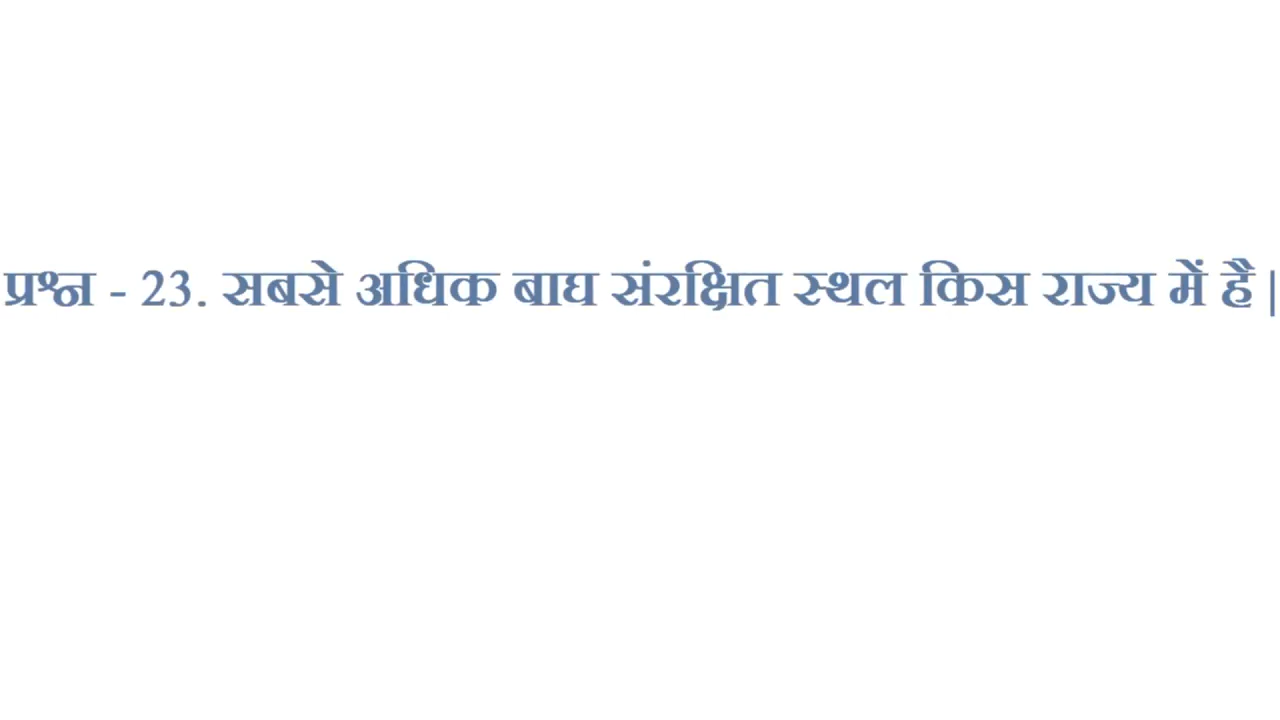 प्रश्न - 23. सबसे अधिक बाघ संरक्षित स्थल किस राज्य में है |